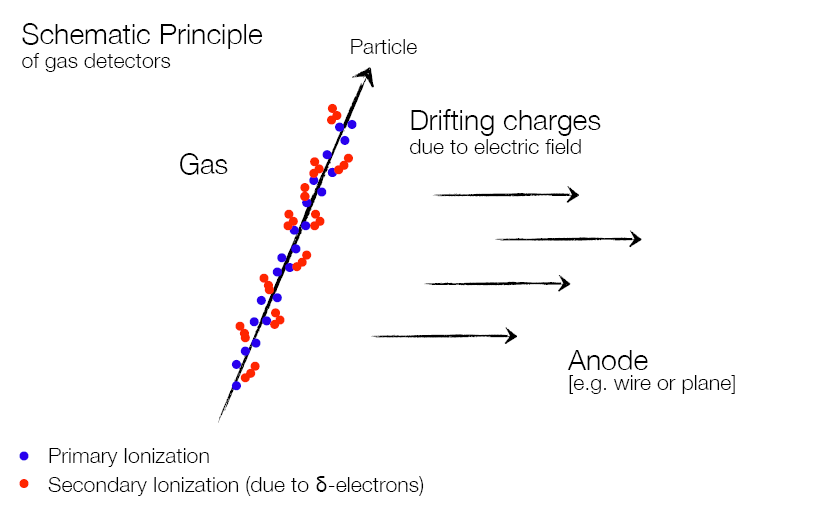 Schematic Principle
of gas detectors
Particle
Drifting charges
due to electric field
Gas
Anode
[e.g. wire or plane]
Primary Ionization
Secondary Ionization (due to δ-electrons)